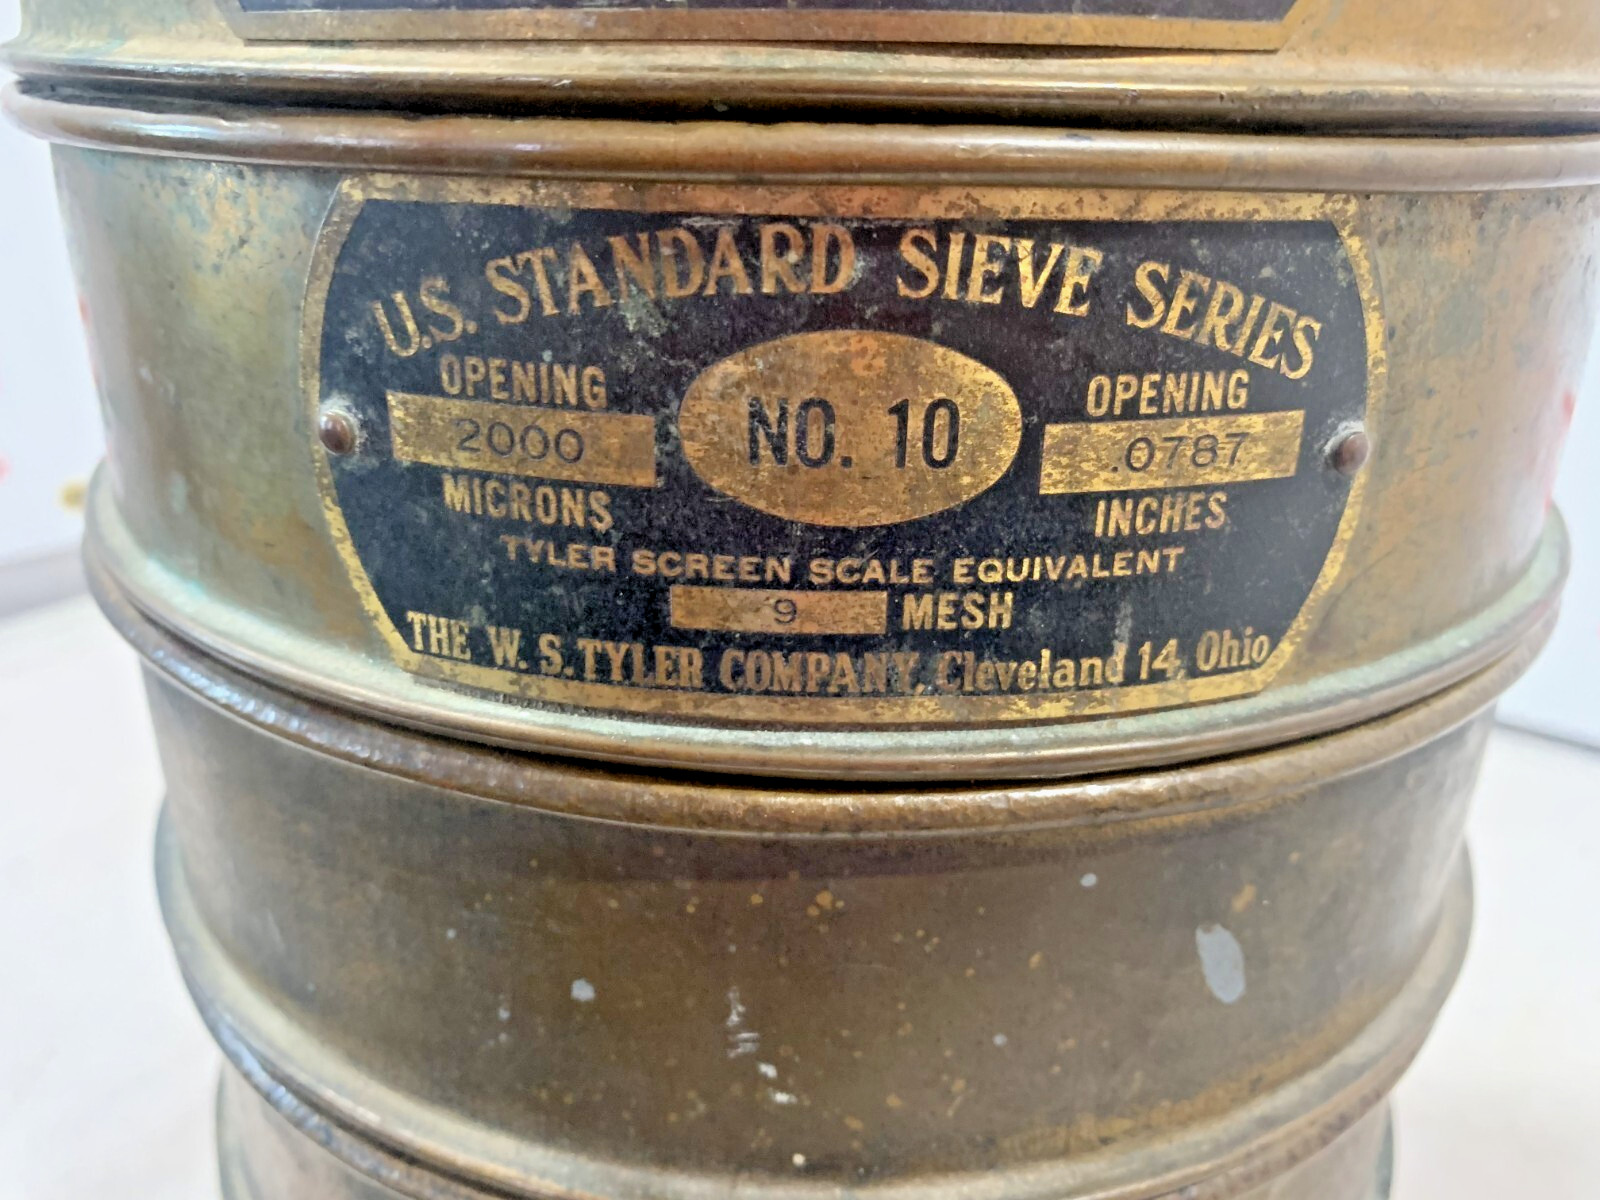 U.S. STANDARD SIEVE SERIES
OPENING
2000
MICRONS
NO. 10
OPENING
.0787
INCHES
TYLER SCREEN SCALE EQUIVALENT
9 MESH
THE W. S. TYLER COMPANY, Cleveland 14, Ohio